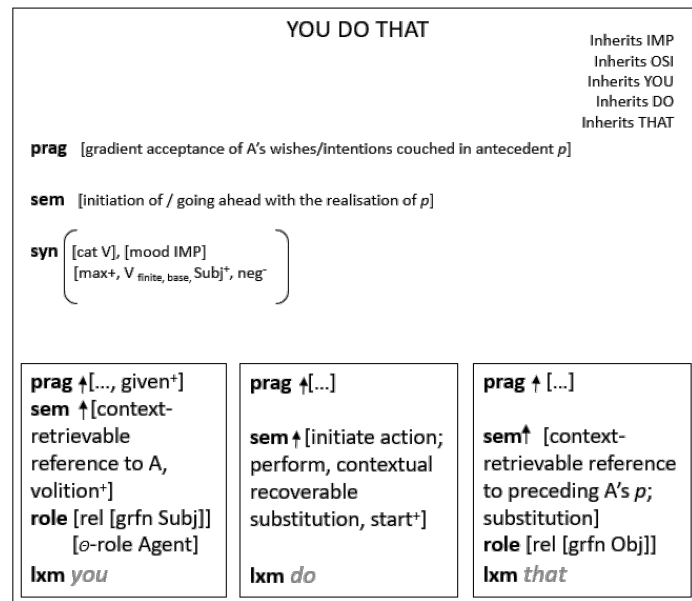 YOU DO THAT
Inherits IMP
Inherits OSI
Inherits YOU
Inherits DO
Inherits THAT
prag [gradient acceptance of A's wishes/intentions couched in antecedent p]
sem [initiation of / going ahead with the realisation of p]
syn [cat V], [mood IMP]
[max+, V finite, base, Subj+, neg-
prag ↑[..., given+]
sem ↑[context-
retrievable
reference to A,
volition+]
role [rel [grfn Subj]]
[ɵ-role Agent]
lxm you
prag ↑[...]
sem ↑ [initiate action;
perform, contextual
recoverable
substitution, start+]
lxm do
prag ↑ [...]
sem↑ [context-
retrievable reference
to preceding A's p;
substitution]
role [rel [grfn Obj]]
lxm that